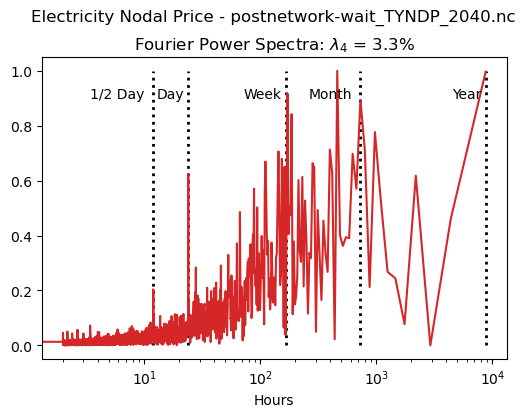 Electricity Nodal Price - postnetwork-wait_TYNDP_2040.nc
Fourier Power Spectra: λ₄ = 3.3%
1/2 Day Day Week Month Year
1.0
0.8
0.6
0.4
0.2
0.0
10¹ 10² 10³ 10⁴
Hours